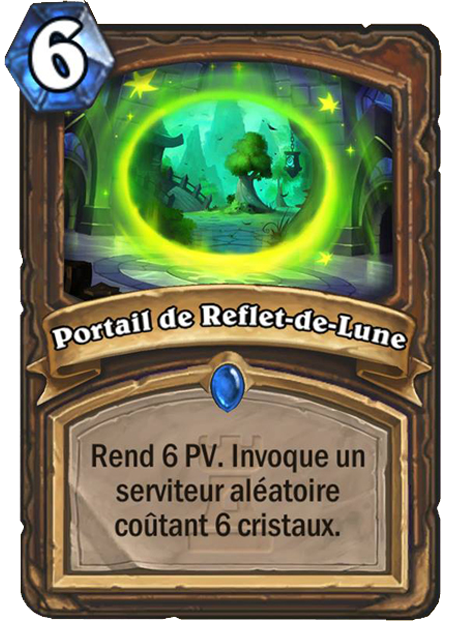 6
Portail de Reflet-de-Lune
Rend 6 PV. Invoque un
serviteur aléatoire
coûtant 6 cristaux.